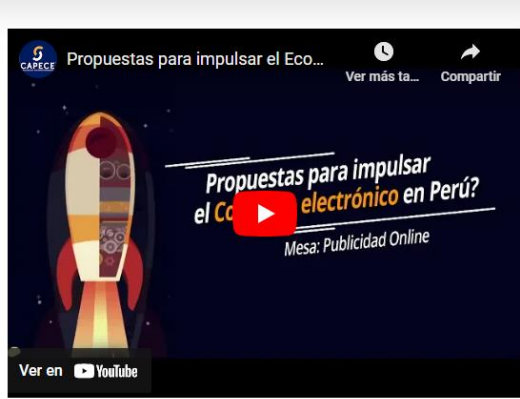 CAPECE
Propuestas para impulsar el Eco...
Ver más ta...
Compartir
Propuestas para impulsar
el Co electrónico en Perú?
Mesa: Publicidad Online
Ver en YouTube